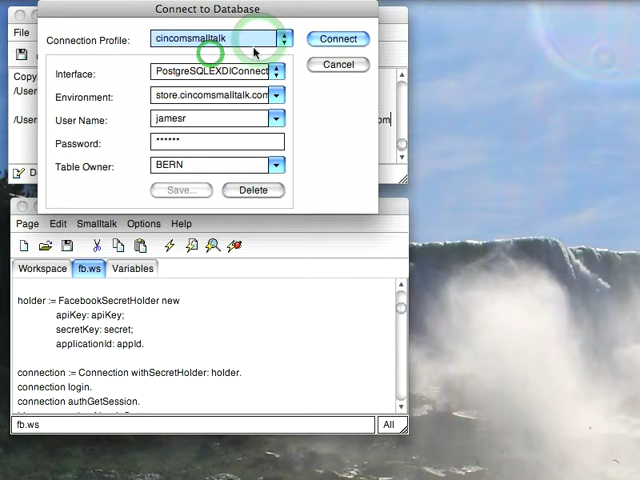 Connect to Database
File
Connection Profile: cincomsmalltalk Connect
Cancel
Copy
/User
/User
om
Interface: PostgreSQLEXDIConnect
Environment: store.cincomsmalltalk.com
User Name: jamesr
Password: ******
Table Owner: BERN
Save... Delete
Page Edit Smalltalk Options Help
Workspace fb.ws Variables
holder := FacebookSecretHolder new
apiKey: apiKey;
secretKey: secret;
applicationId: appId.
connection := Connection withSecretHolder: holder.
connection login.
connection authGetSession.
fb.ws All